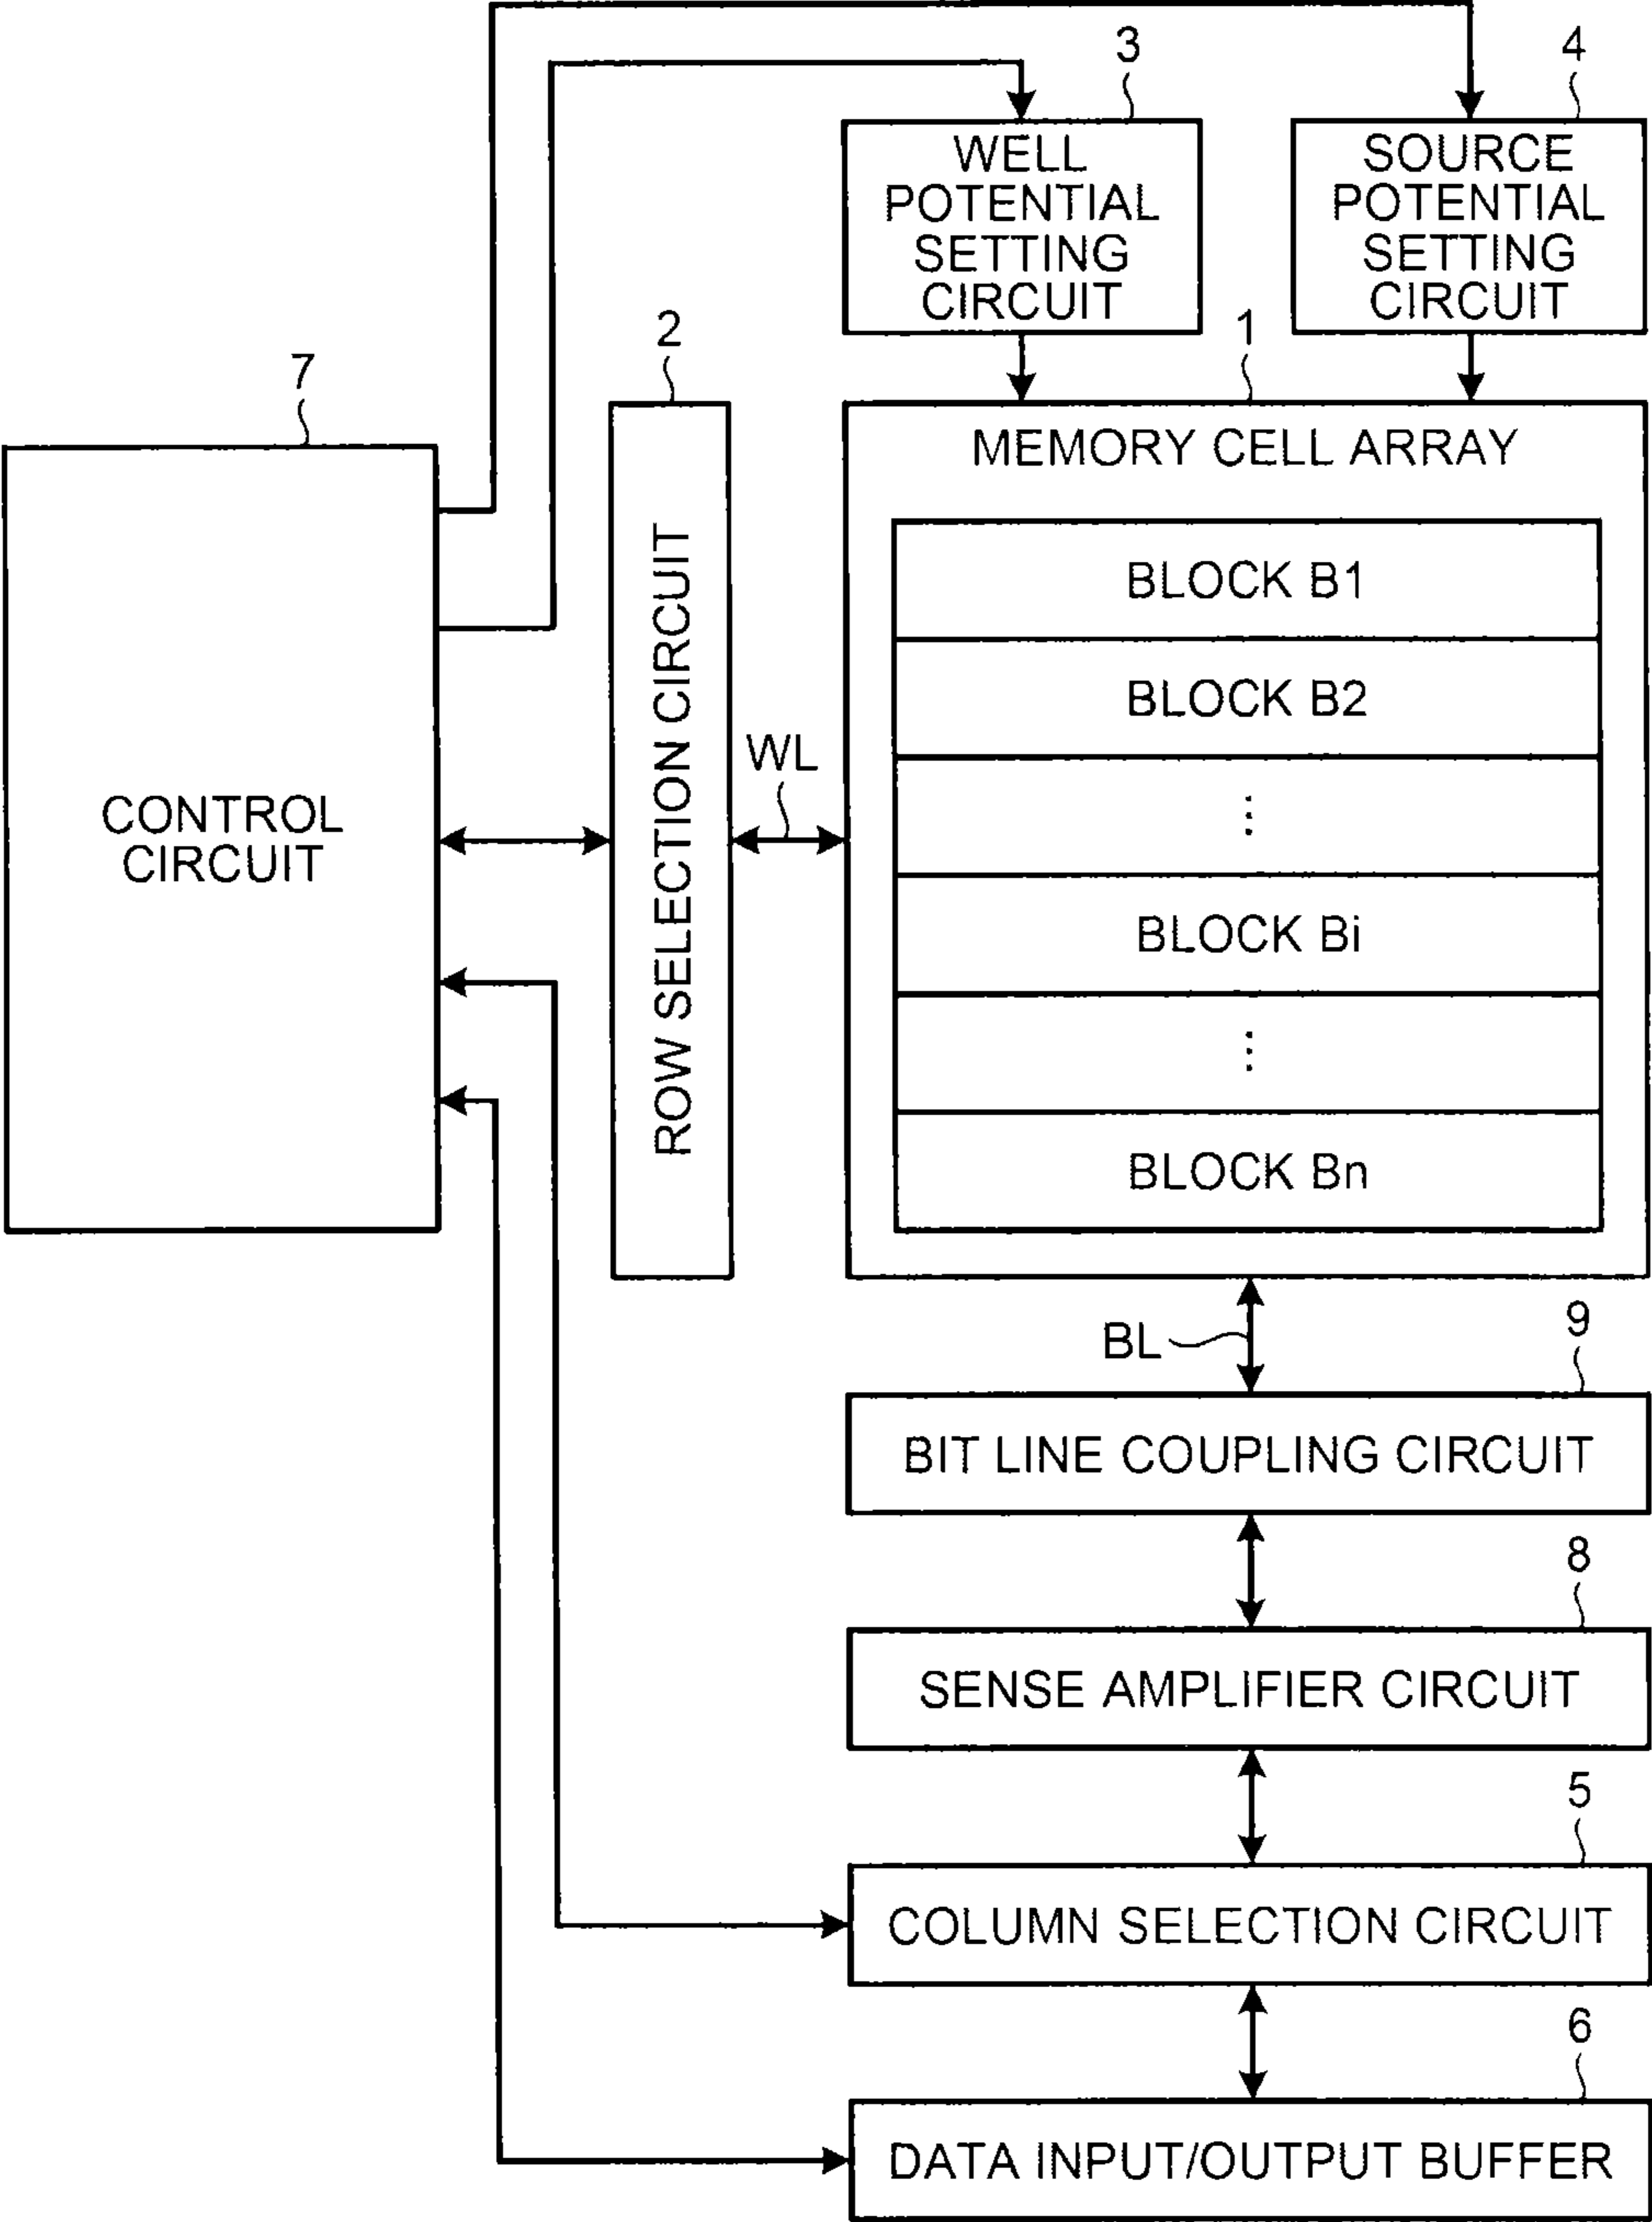 3
4
WELL
POTENTIAL
SETTING
CIRCUIT
SOURCE
POTENTIAL
SETTING
CIRCUIT
7
2
1
CONTROL
CIRCUIT
ROW SELECTION CIRCUIT
WL
MEMORY CELL ARRAY
BLOCK B1
BLOCK B2
⋮
BLOCK Bi
⋮
BLOCK Bn
BL
9
BIT LINE COUPLING CIRCUIT
8
SENSE AMPLIFIER CIRCUIT
5
COLUMN SELECTION CIRCUIT
6
DATA INPUT/OUTPUT BUFFER